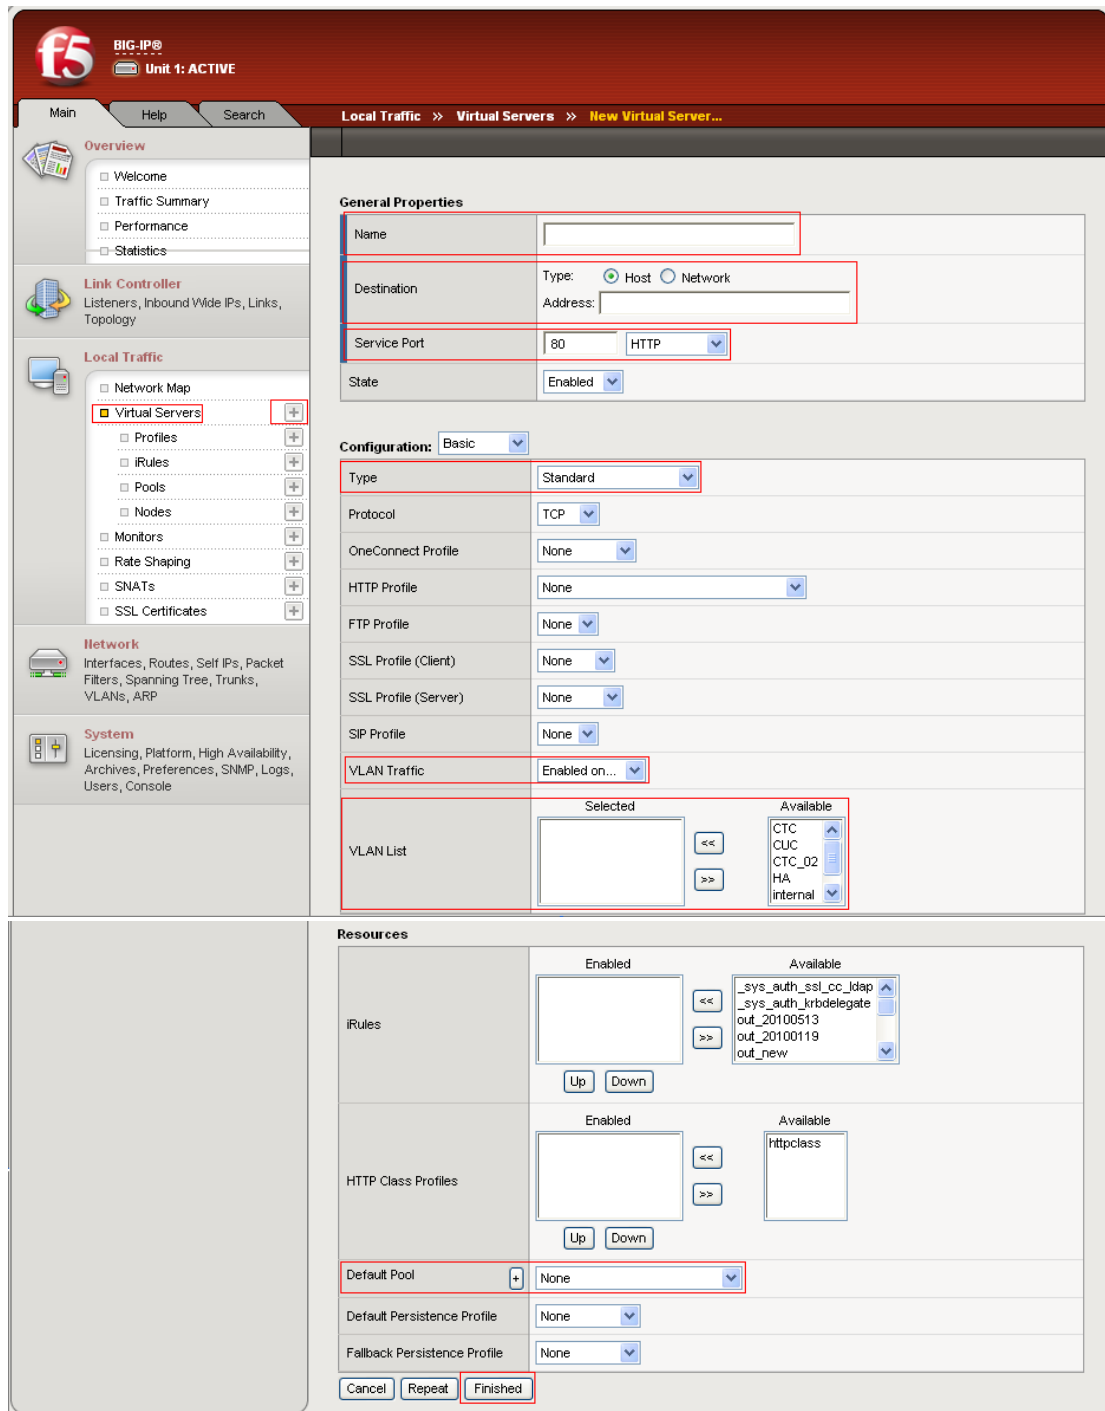 f5
BIG-IP®
Unit 1: ACTIVE
Main
Help
Search
Local Traffic » Virtual Servers » New Virtual Server...
Overview
Welcome
Traffic Summary
Performance
Statistics
Link Controller
Listeners, Inbound Wide IPs, Links,
Topology
Local Traffic
Network Map
Virtual Servers
Profiles
iRules
Pools
Nodes
Monitors
Rate Shaping
SNATs
SSL Certificates
Network
Interfaces, Routes, Self IPs, Packet
Filters, Spanning Tree, Trunks,
VLANs, ARP
System
Licensing, Platform, High Availability,
Archives, Preferences, SNMP, Logs,
Users, Console
General Properties
Name
Destination
Type: Host Network
Address:
Service Port 80 HTTP
State Enabled
Configuration: Basic
Type Standard
Protocol TCP
OneConnect Profile None
HTTP Profile None
FTP Profile None
SSL Profile (Client) None
SSL Profile (Server) None
SIP Profile None
VLAN Traffic Enabled on...
VLAN List
Selected Available
<<
>>
CTC
CUC
CTC_02
HA
internal
Resources
iRules
Enabled Available
<<
>>
_sys_auth_ssl_cc_ldap
_sys_auth_krbdelegate
out_20100513
out_20100119
out_new
Up Down
HTTP Class Profiles
Enabled Available
<<
>>
httpclass
Up Down
Default Pool + None
Default Persistence Profile None
Fallback Persistence Profile None
Cancel Repeat Finished